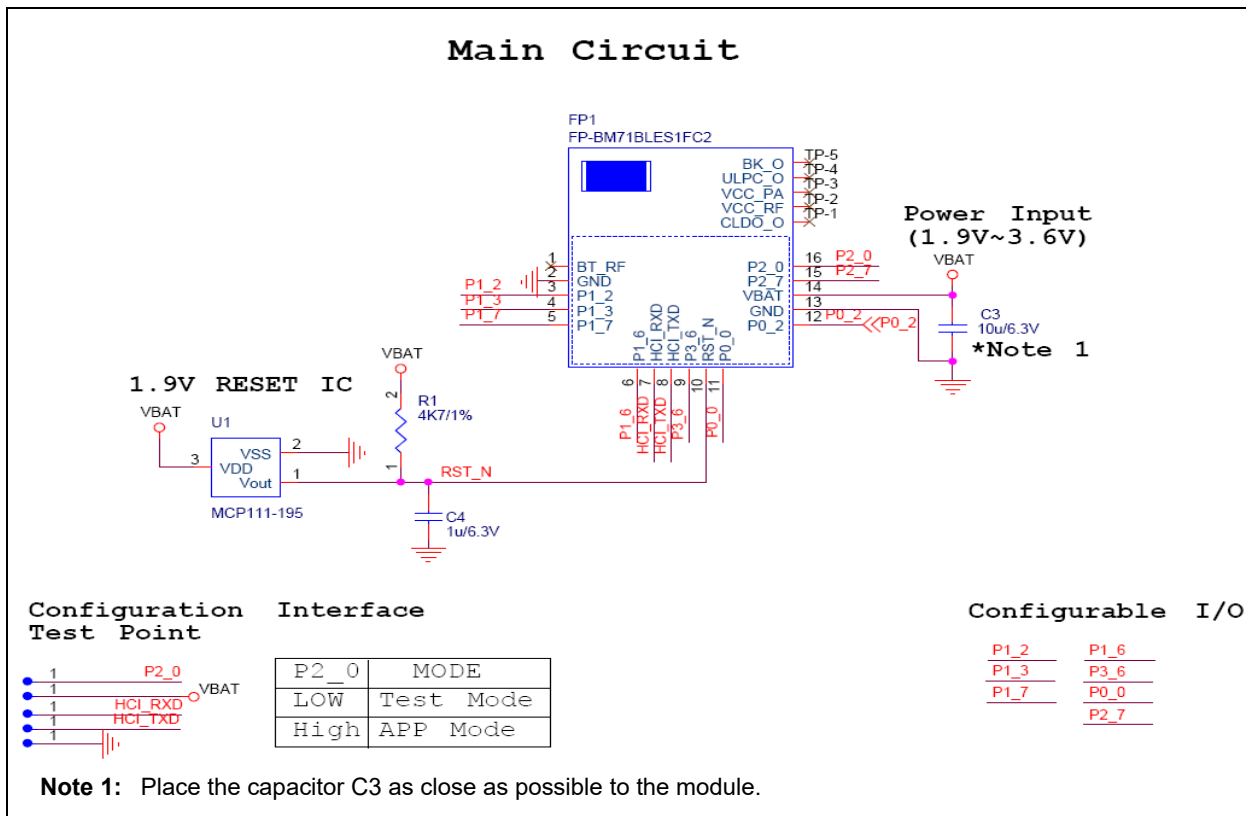 Main Circuit
FP1
FP-BM71BLES1FC2
BK_O TP-5
ULPC_O TP-4
VCC_PA TP-3
VCC_RF TP-2
CLDO_O TP-1
Power Input
(1.9V~3.6V)
VBAT
1 BT_RF
2 GND
P1_2 3 P1_2
P1_3 4 P1_3
P1_7 5 P1_7
P2_0 16 P2_0
P2_7 15 P2_7
VBAT 14
GND 13
P0_2 12 P0_2 P0_2
C3
10u/6.3V
*Note 1
P1_6 HCI_RXD HCI_TXD P3_6 RST_N P0_0
6 7 8 9 10 11
P1_6 HCI_RXD HCI_TXD P3_6 P0_0
1.9V RESET IC
VBAT
U1
3 VDD
VSS 2
Vout 1
MCP111-195
VBAT
2
R1
4K7/1%
1
RST_N
C4
1u/6.3V
Configuration Interface
Test Point
1 P2_0
1 VBAT
1 HCI_RXD
1 HCI_TXD
1
P2_0 MODE
LOW Test Mode
High APP Mode
Configurable I/O
P1_2 P1_6
P1_3 P3_6
P1_7 P0_0
P2_7
Note 1: Place the capacitor C3 as close as possible to the module.